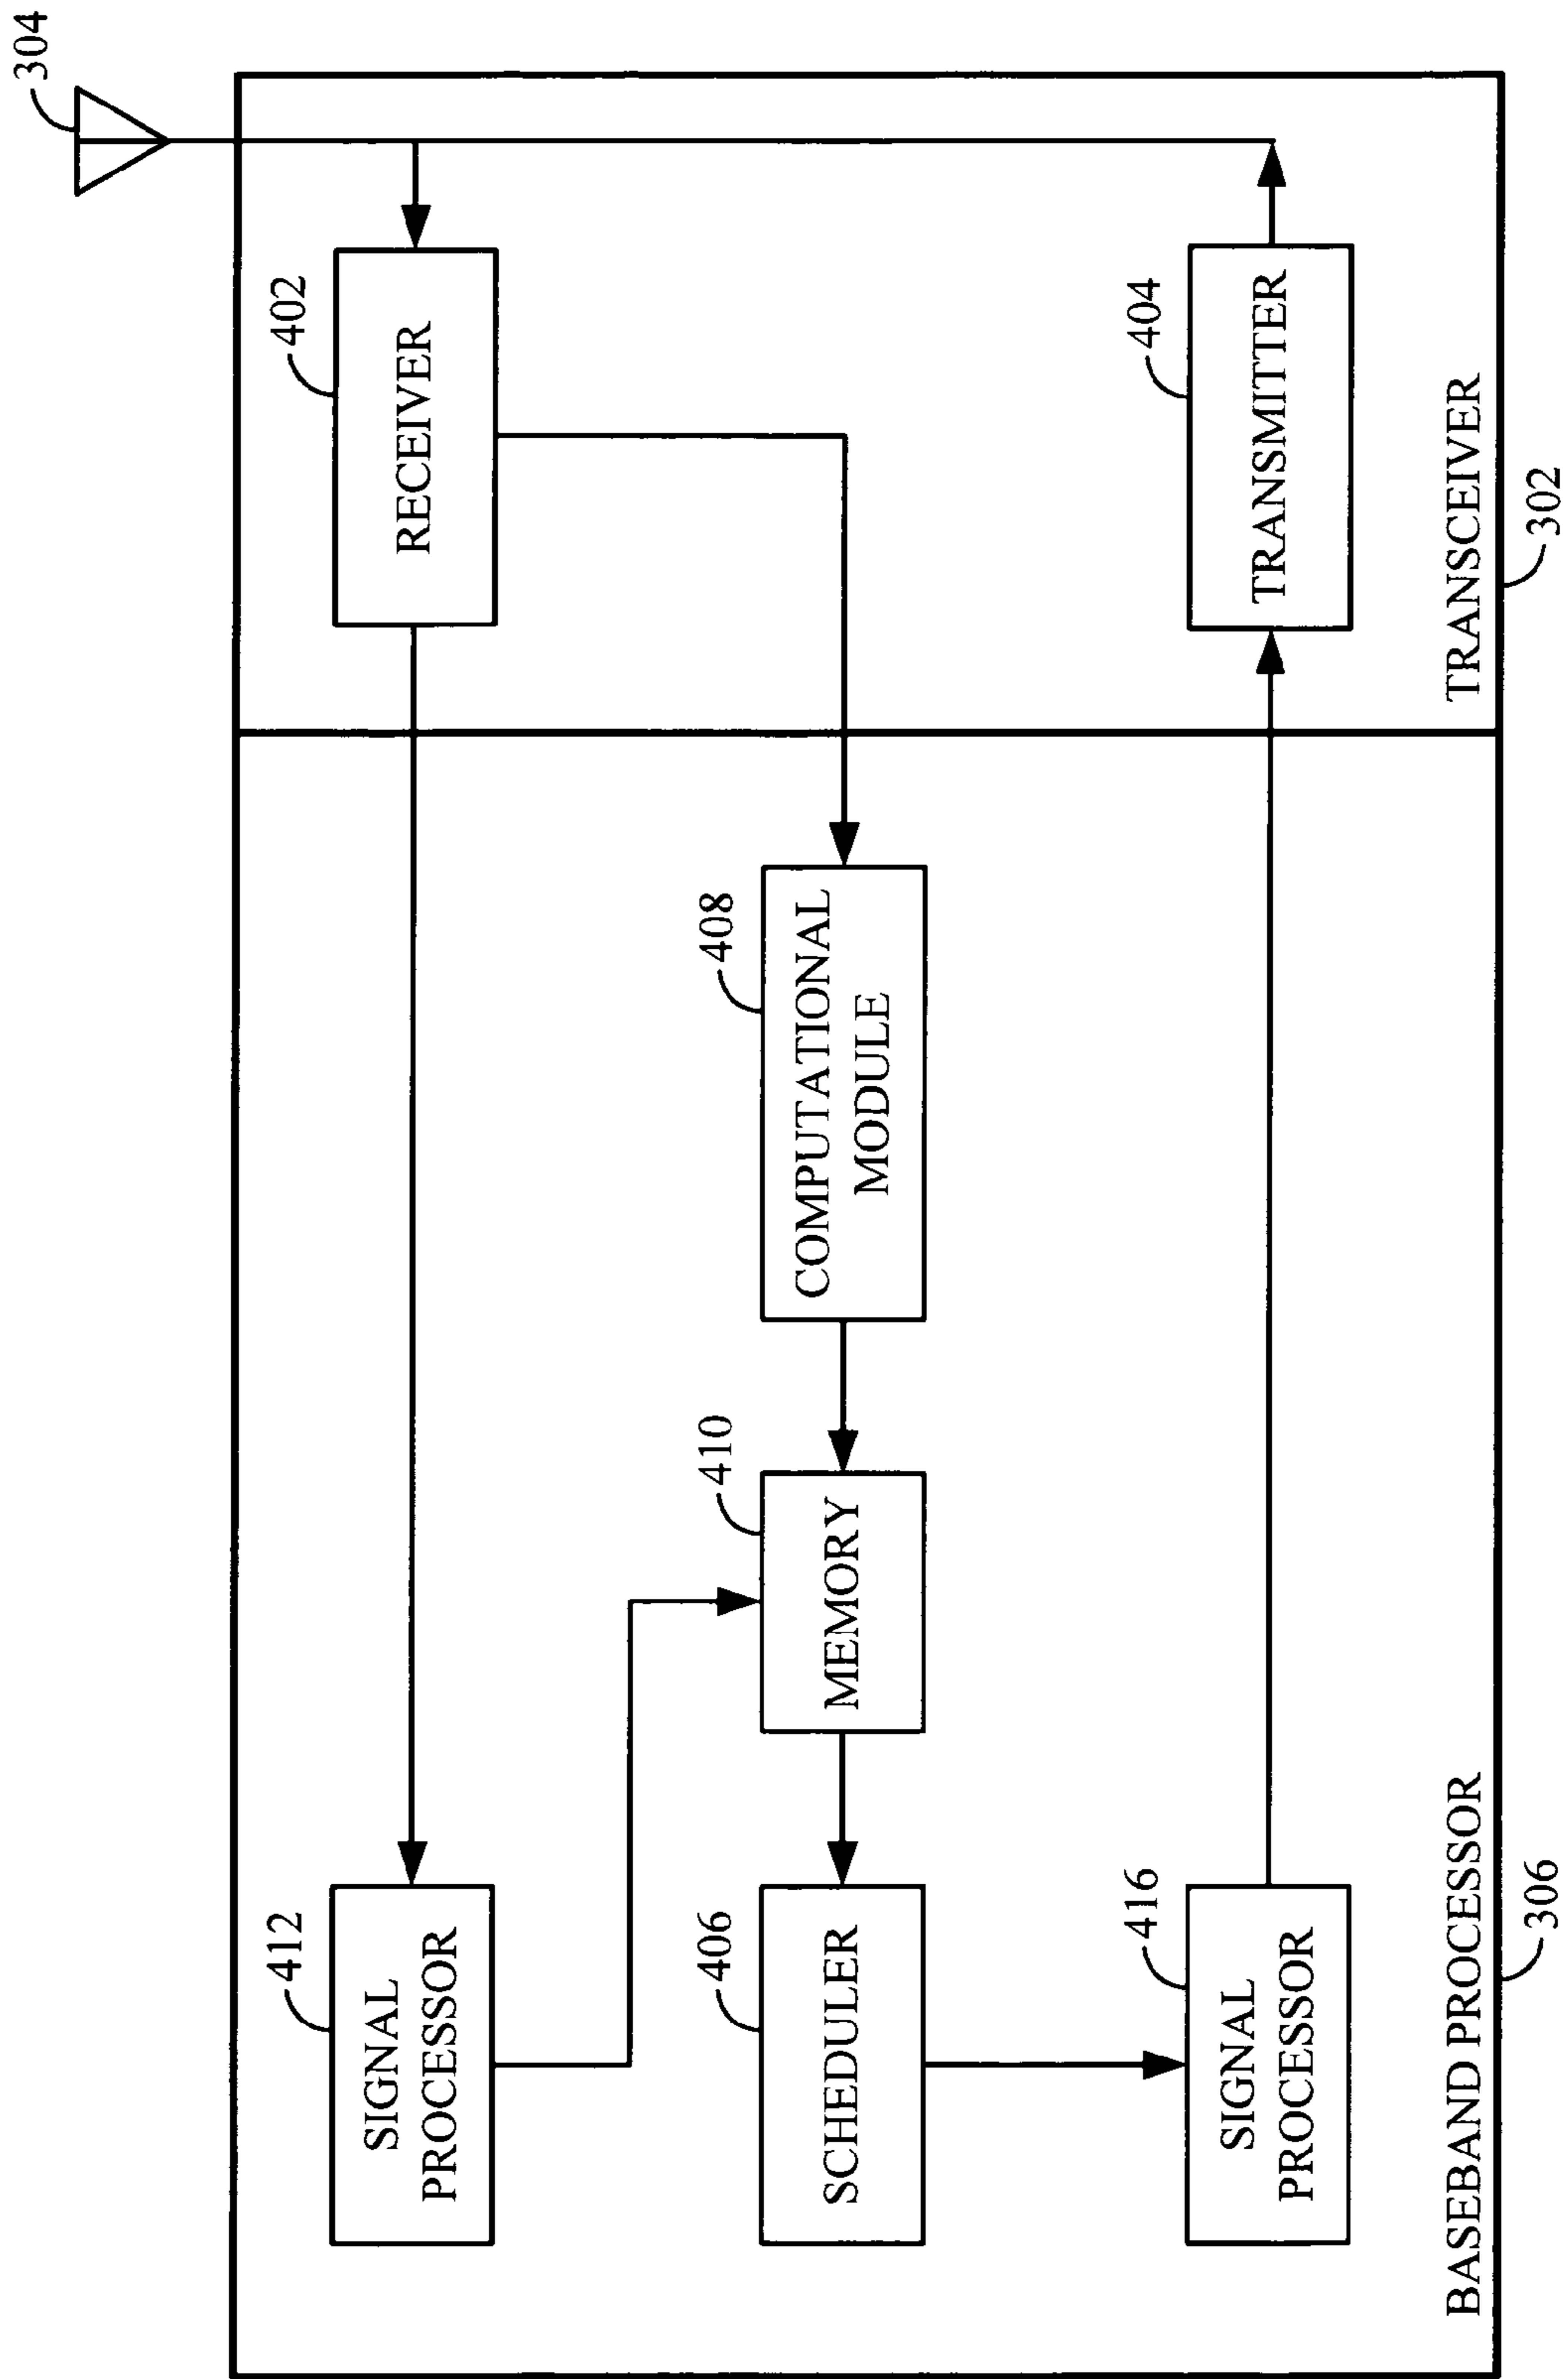 304
402
RECEIVER
404
TRANSMITTER
TRANSCEIVER
302
408
COMPUTATIONAL
MODULE
410
MEMORY
412
SIGNAL
PROCESSOR
406
SCHEDULER
416
SIGNAL
PROCESSOR
BASEBAND PROCESSOR
306